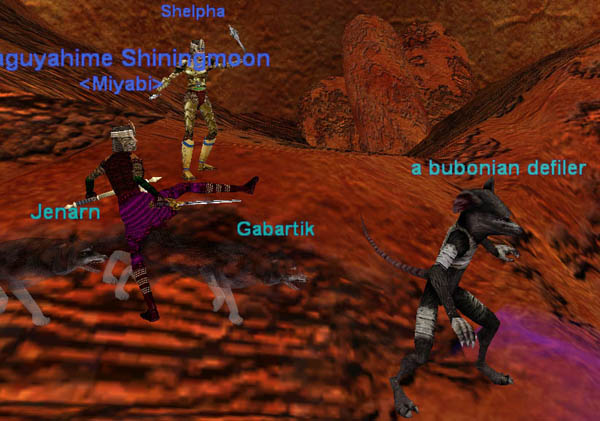 Shelpha
aguyahime Shiningmoon
<Miyabi>
a bubonian defiler
Jenarn
Gabartik